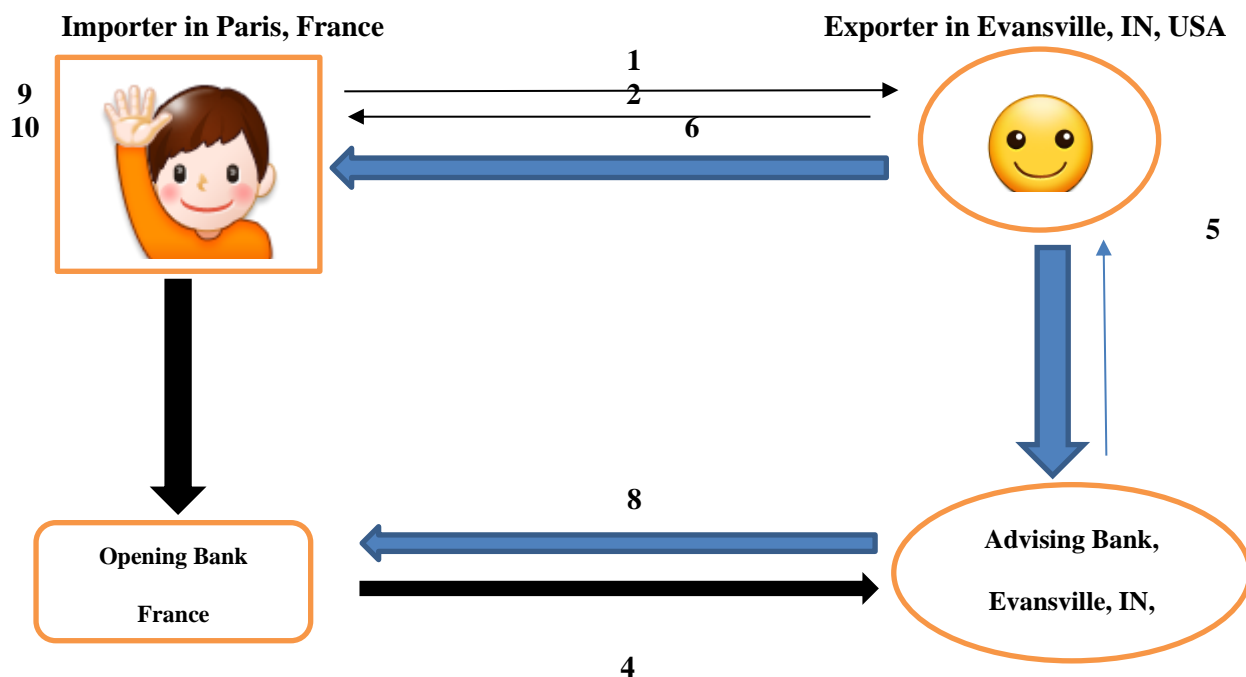 Importer in Paris, France
Exporter in Evansville, IN, USA
1
9
2
10
6
5
8
Opening Bank
France
Advising Bank,
Evansville, IN,
4